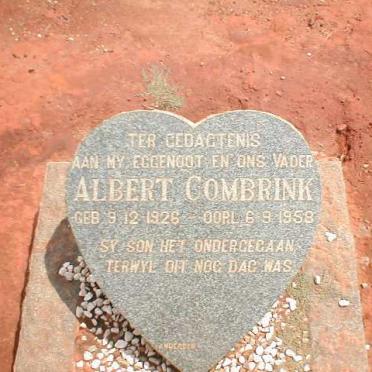 TER GEDAGTENIS
AAN MY EGGENOOT EN ONS VADER
ALBERT COMBRINK
GEB. 9.12.1926 - OORL. 6.9.1958
SY SON HET ONDERGEGAAN
TERWYL DIT NOG DAG WAS.